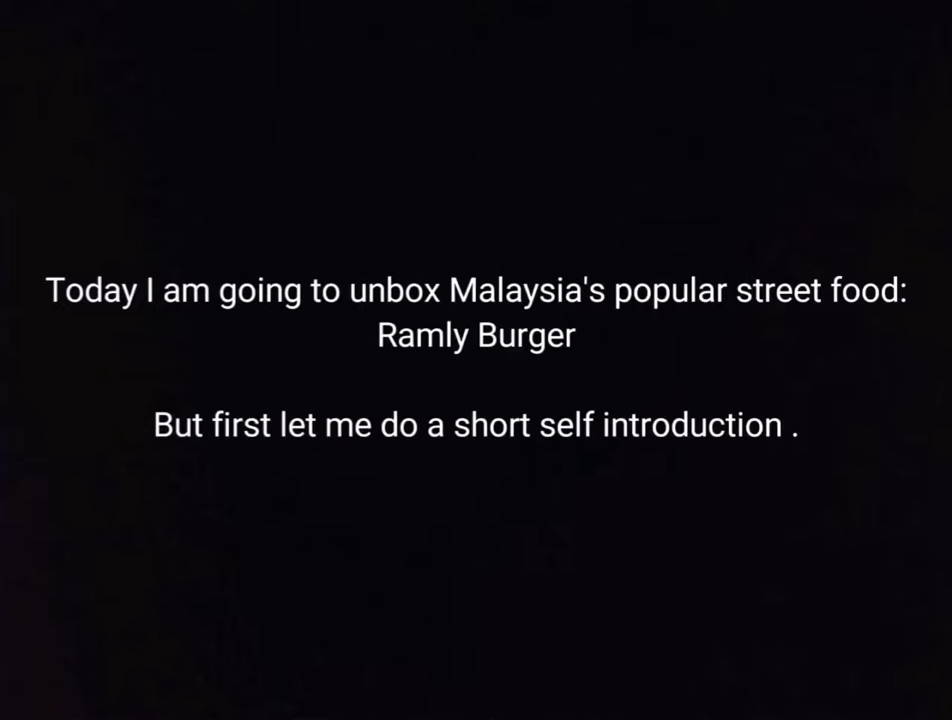 Today I am going to unbox Malaysia's popular street food:
Ramly Burger
But first let me do a short self introduction .